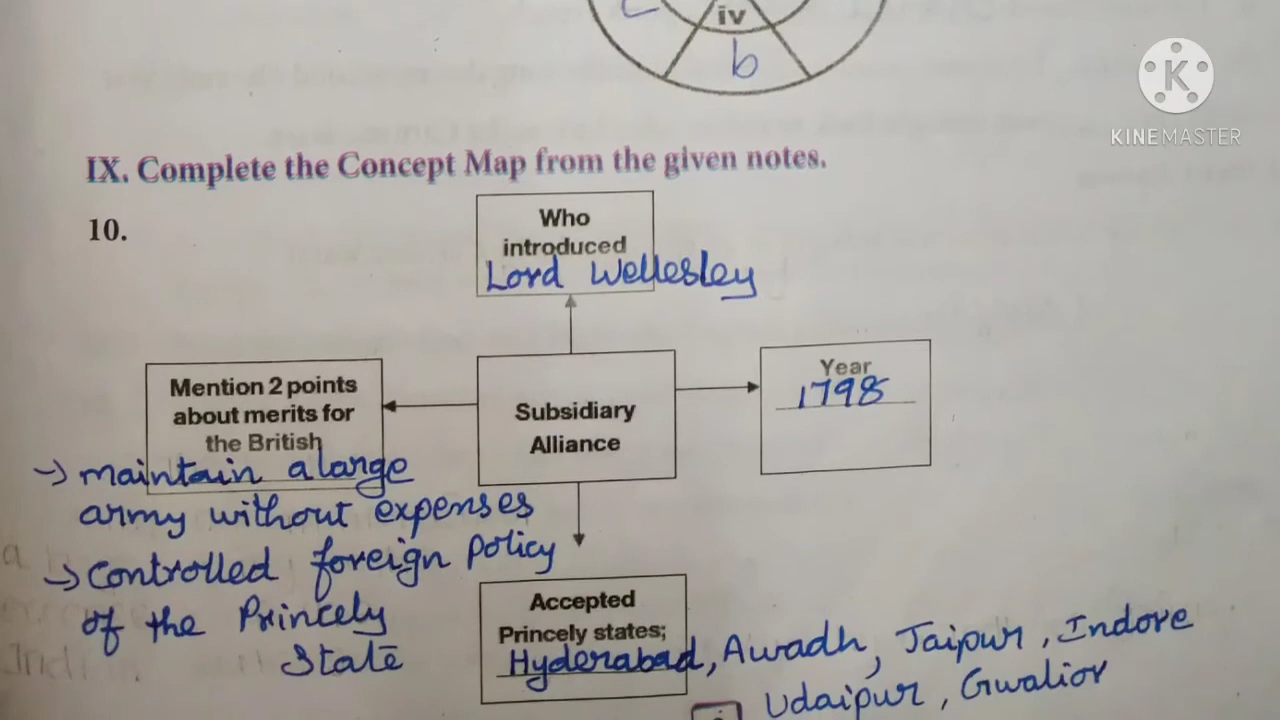 iv
b
K
KINEMASTER
IX. Complete the Concept Map from the given notes.
10.
Who
introduced
Lord Wellesley
Mention 2 points
about merits for
the British
→ maintain a large
army without expenses
→ controlled foreign policy
of the Princely
State
Subsidiary
Alliance
Year
1798
Accepted
Princely states;
Hyderabad, Awadh, Jaipur, Indore
Udaipur, Gwalior